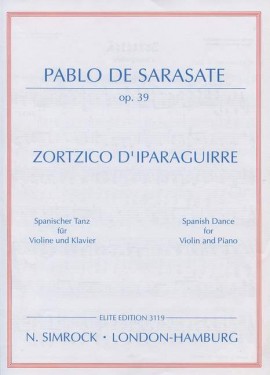 PABLO DE SARASATE
op. 39
ZORTZICO D'IPARAGUIRRE
Spanischer Tanz
für
Violine und Klavier
Spanish Dance
for
Violin and Piano
ELITE EDITION 3119
N. SIMROCK • LONDON-HAMBURG